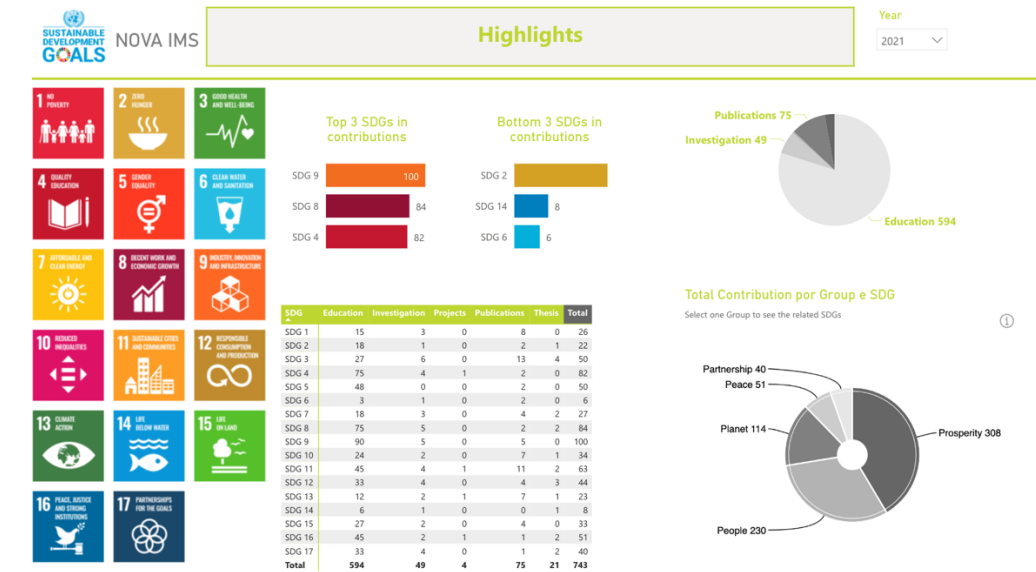 SUSTAINABLE
DEVELOPMENT
GOALS
NOVA IMS
Highlights
Year
2021
1 NO
POVERTY
2 ZERO
HUNGER
3 GOOD HEALTH
AND WELL-BEING
4 QUALITY
EDUCATION
5 GENDER
EQUALITY
6 CLEAN WATER
AND SANITATION
7 AFFORDABLE AND
CLEAN ENERGY
8 DECENT WORK AND
ECONOMIC GROWTH
9 INDUSTRY, INNOVATION
AND INFRASTRUCTURE
10 REDUCED
INEQUALITIES
11 SUSTAINABLE CITIES
AND COMMUNITIES
12 RESPONSIBLE
CONSUMPTION
AND PRODUCTION
13 CLIMATE
ACTION
14 LIFE
BELOW WATER
15 LIFE
ON LAND
16 PEACE, JUSTICE
AND STRONG
INSTITUTIONS
17 PARTNERSHIPS
FOR THE GOALS
Top 3 SDGs in
contributions
SDG 9 100
SDG 8 84
SDG 4 82
Bottom 3 SDGs in
contributions
SDG 2
SDG 14 8
SDG 6 6
Publications 75
Investigation 49
Education 594
SDG Education Investigation Projects Publications Thesis Total
SDG 1 15 3 0 8 0 26
SDG 2 18 1 0 2 1 22
SDG 3 27 6 0 13 4 50
SDG 4 75 4 1 2 0 82
SDG 5 48 0 0 2 0 50
SDG 6 3 1 0 2 0 6
SDG 7 18 3 0 4 2 27
SDG 8 75 5 0 2 2 84
SDG 9 90 5 0 5 0 100
SDG 10 24 2 0 7 1 34
SDG 11 45 4 1 11 2 63
SDG 12 33 4 0 4 3 44
SDG 13 12 2 1 7 1 23
SDG 14 6 1 0 0 1 8
SDG 15 27 2 0 4 0 33
SDG 16 45 2 1 1 2 51
SDG 17 33 4 0 1 2 40
Total 594 49 4 75 21 743
Total Contribution por Group e SDG
Select one Group to see the related SDGs
Partnership 40
Peace 51
Planet 114
Prosperity 308
People 230